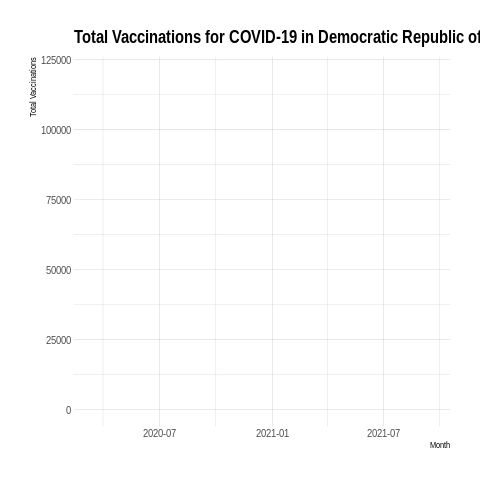 Total Vaccinations for COVID-19 in Democratic Republic of
Total Vaccinations
125000
100000
75000
50000
25000
0
2020-07 2021-01 2021-07
Month